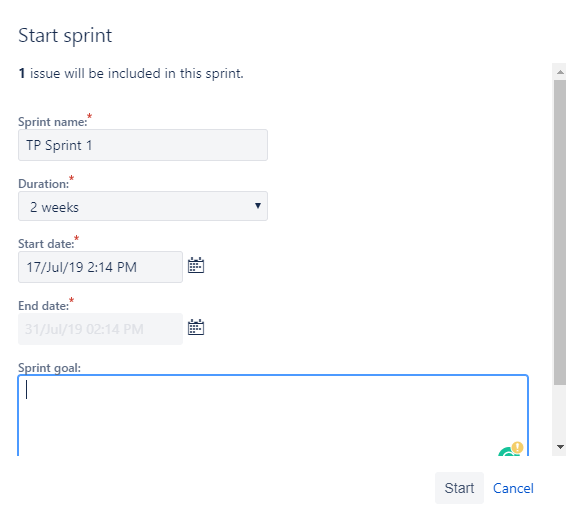 Start sprint
1 issue will be included in this sprint.
Sprint name:*
TP Sprint 1
Duration:*
2 weeks
Start date:*
17/Jul/19 2:14 PM
End date:*
31/Jul/19 02:14 PM
Sprint goal:
Start Cancel